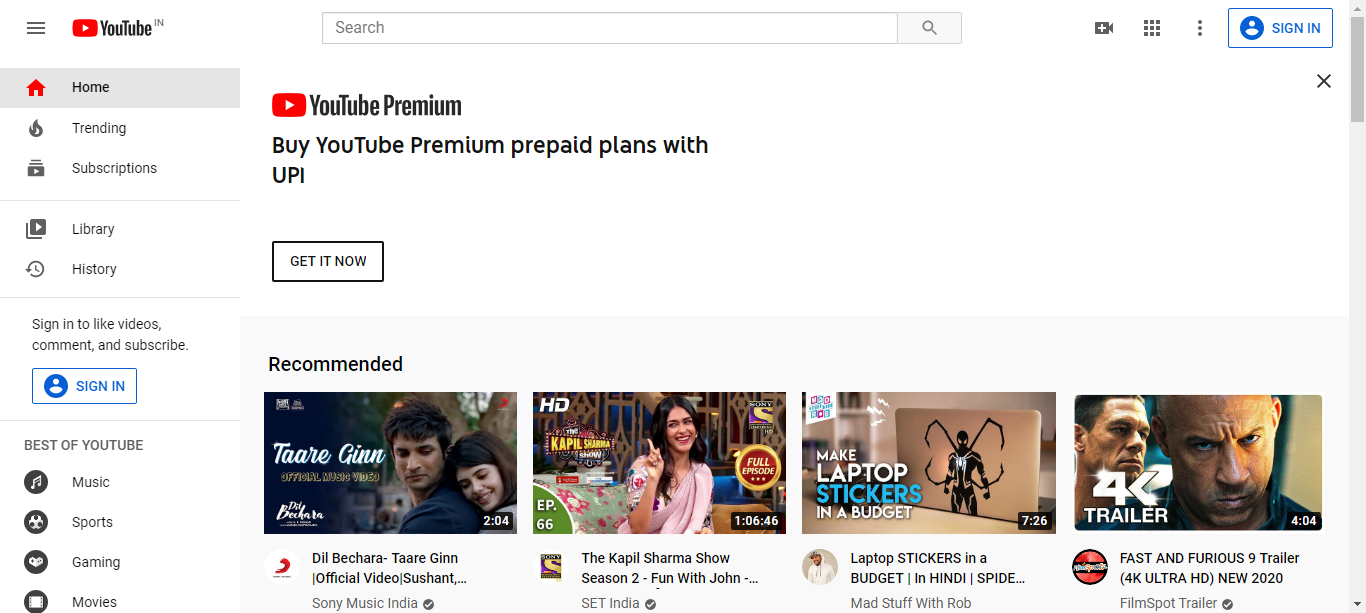 YouTube IN
Search
SIGN IN
Home
Trending
Subscriptions
Library
History
Sign in to like videos,
comment, and subscribe.
SIGN IN
BEST OF YOUTUBE
Music
Sports
Gaming
Movies
YouTube Premium
Buy YouTube Premium prepaid plans with
UPI
GET IT NOW
Recommended
Taare Ginn
OFFICIAL MUSIC VIDEO
Dil
Bechara
2:04
Dil Bechara- Taare Ginn
|Official Video|Sushant,...
Sony Music India
HD
The
KAPIL SHARMA
Show
SONY
FULL
EPISODE
EP.
66
1:06:46
The Kapil Sharma Show
Season 2 - Fun With John -...
SET India
MAD
STUFF WITH
ROB
MAKE
LAPTOP
STICKERS
IN A BUDGET
7:26
Laptop STICKERS in a
BUDGET | In HINDI | SPIDE...
Mad Stuff With Rob
4K
TRAILER
4:04
FAST AND FURIOUS 9 Trailer
(4K ULTRA HD) NEW 2020
FilmSpot Trailer